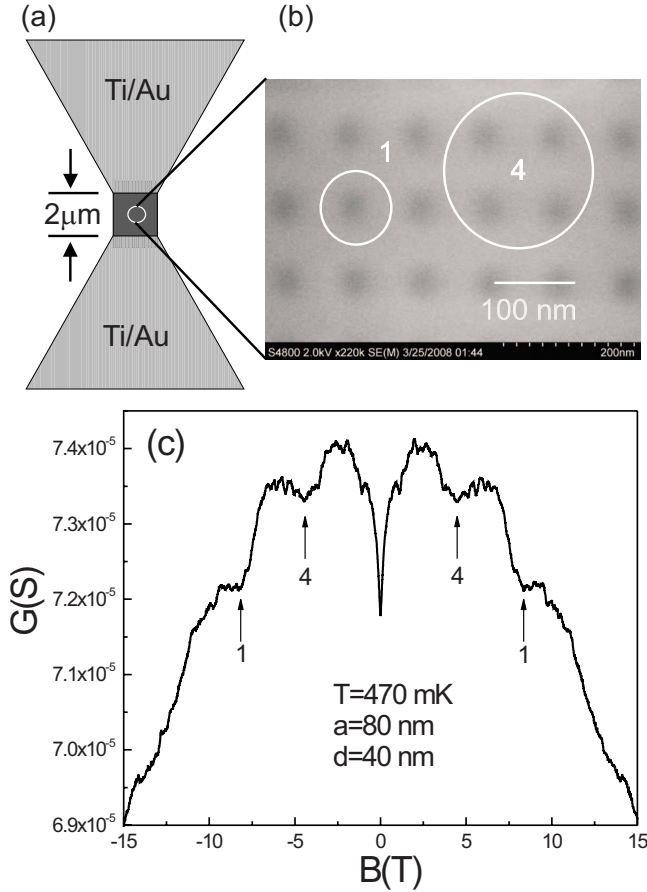 (a)
(b)
Ti/Au
2μm
Ti/Au
1
4
100 nm
S4800 2.0kV x220k SE(M) 3/25/2008 01:44
200nm
(c)
7.4x10⁻⁵
7.3x10⁻⁵
7.2x10⁻⁵
7.1x10⁻⁵
7.0x10⁻⁵
6.9x10⁻⁵
G(S)
4
4
1
1
T=470 mK
a=80 nm
d=40 nm
-15 -10 -5 0 5 10 15
B(T)